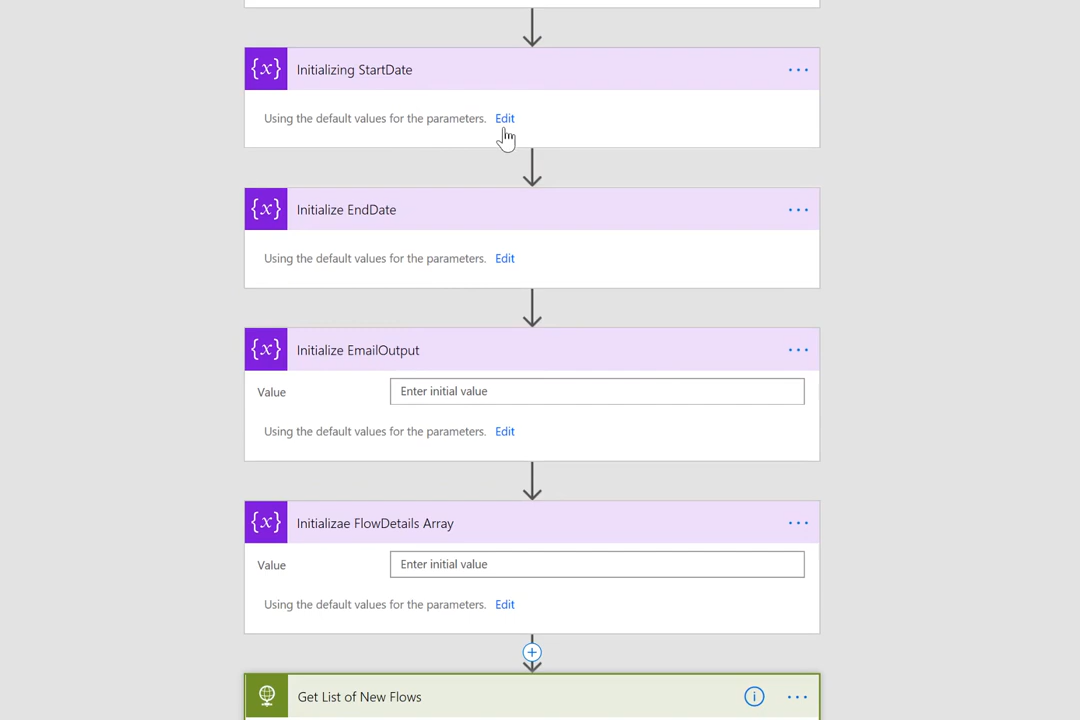 {x} Initializing StartDate ...
Using the default values for the parameters. Edit
{x} Initialize EndDate ...
Using the default values for the parameters. Edit
{x} Initialize EmailOutput ...
Value Enter initial value
Using the default values for the parameters. Edit
{x} Initializae FlowDetails Array ...
Value Enter initial value
Using the default values for the parameters. Edit
Get List of New Flows ...